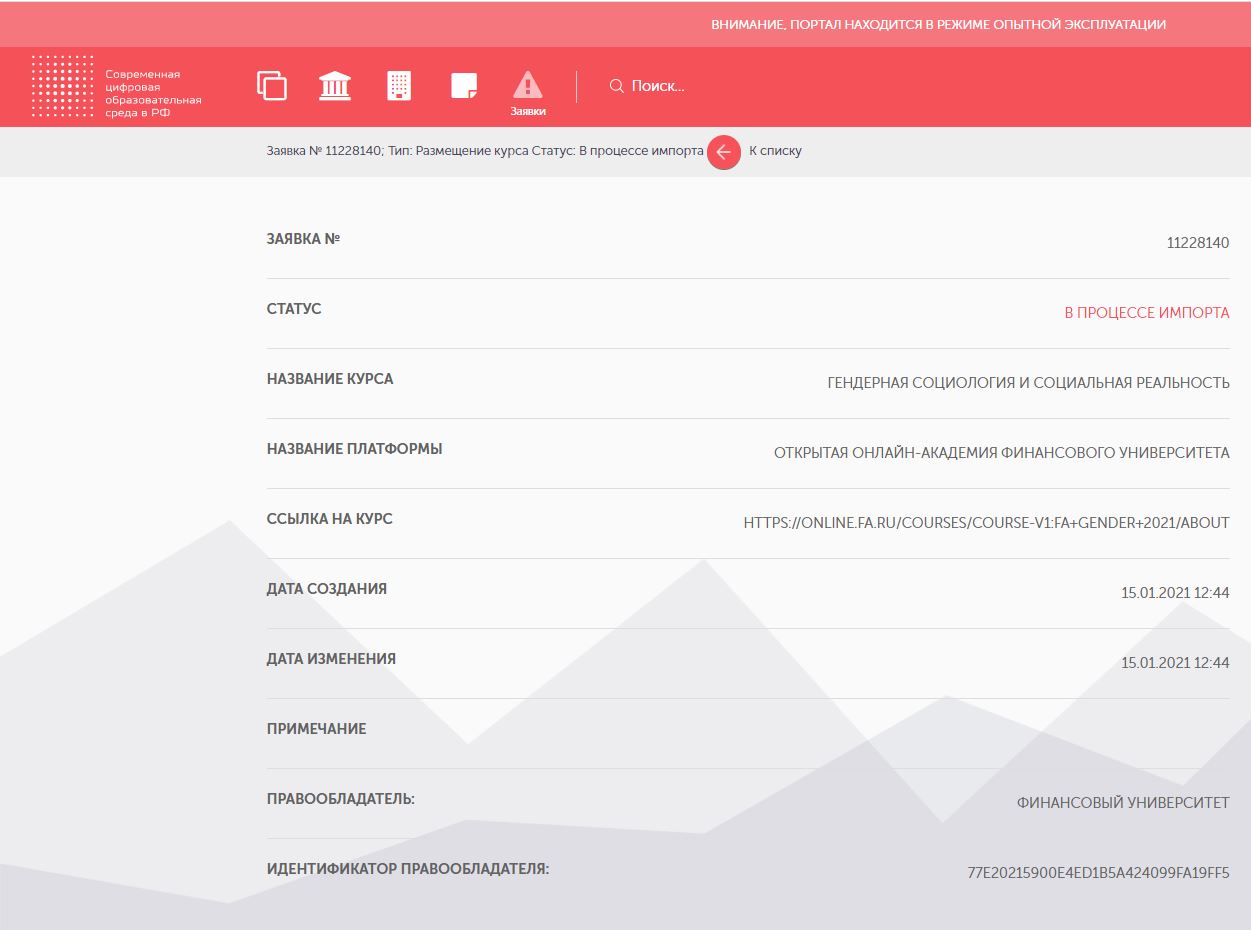 ВНИМАНИЕ, ПОРТАЛ НАХОДИТСЯ В РЕЖИМЕ ОПЫТНОЙ ЭКСПЛУАТАЦИИ
Современная
цифровая
образовательная
среда в РФ
Заявки
Поиск...
Заявка № 11228140; Тип: Размещение курса Статус: В процессе импорта К списку
ЗАЯВКА № 11228140
СТАТУС В ПРОЦЕССЕ ИМПОРТА
НАЗВАНИЕ КУРСА ГЕНДЕРНАЯ СОЦИОЛОГИЯ И СОЦИАЛЬНАЯ РЕАЛЬНОСТЬ
НАЗВАНИЕ ПЛАТФОРМЫ ОТКРЫТАЯ ОНЛАЙН-АКАДЕМИЯ ФИНАНСОВОГО УНИВЕРСИТЕТА
ССЫЛКА НА КУРС HTTPS://ONLINE.FA.RU/COURSES/COURSE-V1:FA+GENDER+2021/ABOUT
ДАТА СОЗДАНИЯ 15.01.2021 12:44
ДАТА ИЗМЕНЕНИЯ 15.01.2021 12:44
ПРИМЕЧАНИЕ
ПРАВООБЛАДАТЕЛЬ: ФИНАНСОВЫЙ УНИВЕРСИТЕТ
ИДЕНТИФИКАТОР ПРАВООБЛАДАТЕЛЯ: 77E20215900E4ED1B5A424099FA19FF5